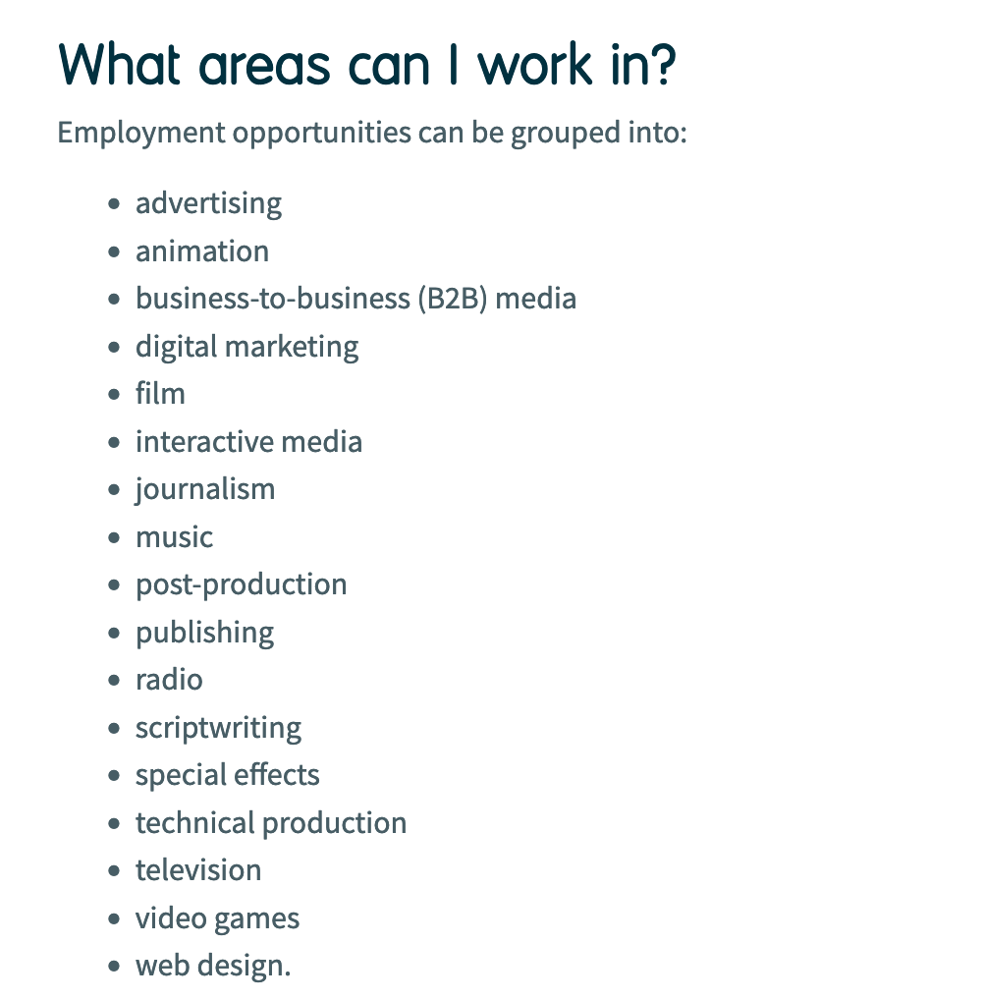 What areas can I work in?
Employment opportunities can be grouped into:
• advertising
• animation
• business-to-business (B2B) media
• digital marketing
• film
• interactive media
• journalism
• music
• post-production
• publishing
• radio
• scriptwriting
• special effects
• technical production
• television
• video games
• web design.